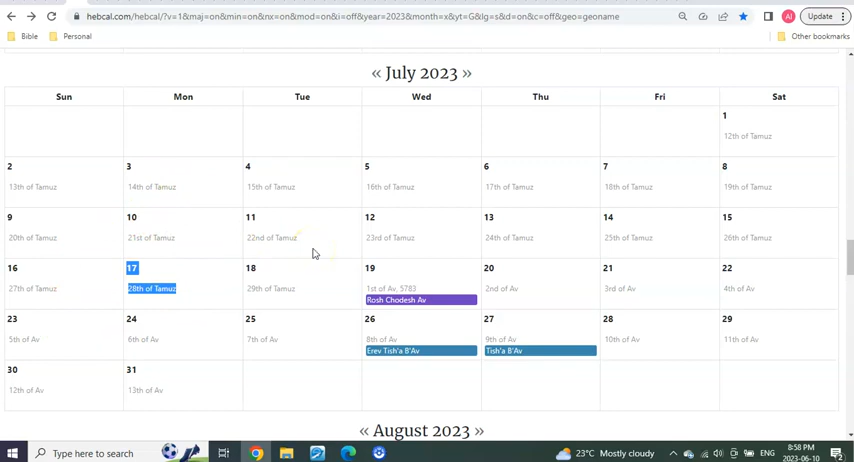 hebcal.com/hebcal/?v=1&maj=on&min=on&nx=on&mod=on&i=off&year=2023&month=x&yt=G&lg=s&d=on&c=off&geo=geoname
AI
Update
Bible
Personal
Other bookmarks
« July 2023 »
Sun Mon Tue Wed Thu Fri Sat
1
12th of Tamuz
2 3 4 5 6 7 8
13th of Tamuz 14th of Tamuz 15th of Tamuz 16th of Tamuz 17th of Tamuz 18th of Tamuz 19th of Tamuz
9 10 11 12 13 14 15
20th of Tamuz 21st of Tamuz 22nd of Tamuz 23rd of Tamuz 24th of Tamuz 25th of Tamuz 26th of Tamuz
16 17 18 19 20 21 22
27th of Tamuz 28th of Tamuz 29th of Tamuz 1st of Av, 5783 2nd of Av 3rd of Av 4th of Av
Rosh Chodesh Av
23 24 25 26 27 28 29
5th of Av 6th of Av 7th of Av 8th of Av 9th of Av 10th of Av 11th of Av
Erev Tish'a B'Av Tish'a B'Av
30 31
12th of Av 13th of Av
« August 2023 »
Type here to search
23°C Mostly cloudy
ENG
8:58 PM
2023-06-10
2